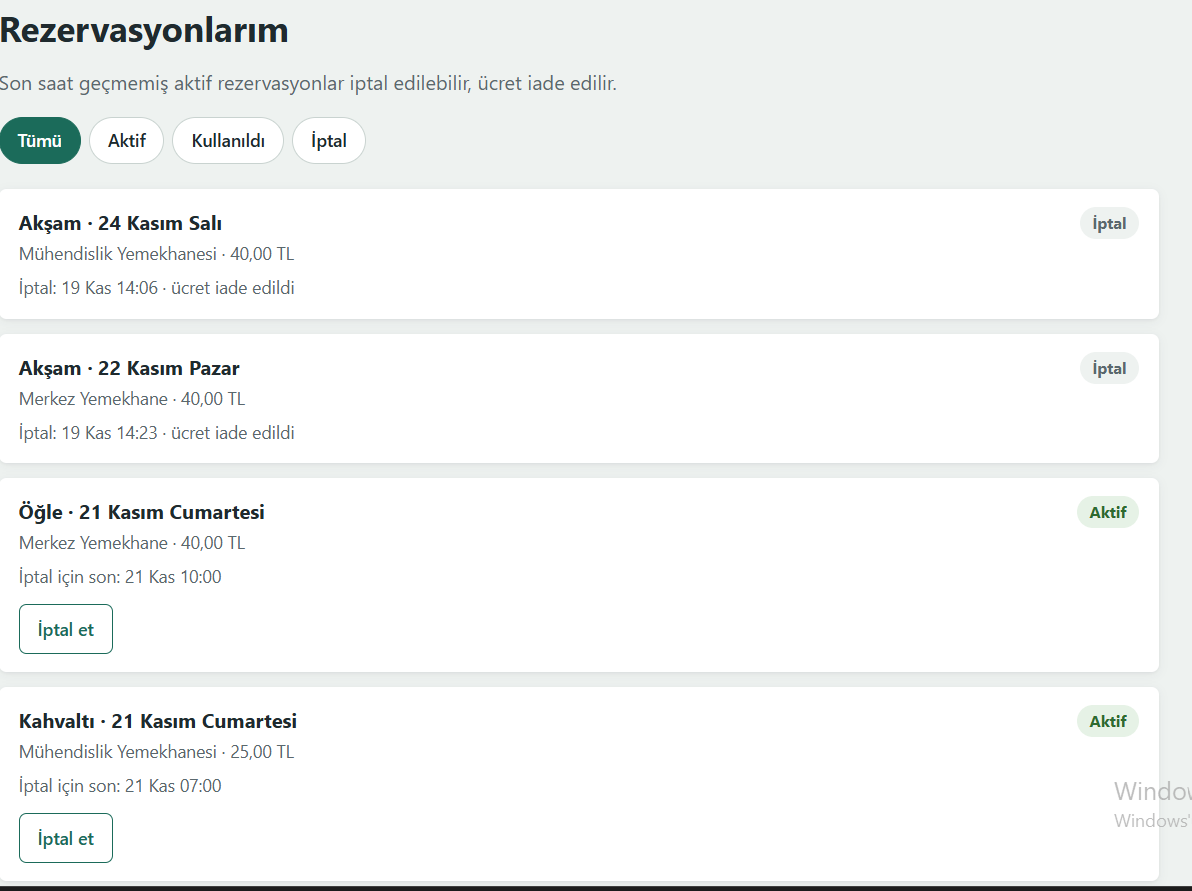 Rezervasyonlarım
Son saat geçmemiş aktif rezervasyonlar iptal edilebilir, ücret iade edilir.
Tümü
Aktif
Kullanıldı
İptal
Akşam · 24 Kasım Salı
İptal
Mühendislik Yemekhanesi · 40,00 TL
İptal: 19 Kas 14:06 · ücret iade edildi
Akşam · 22 Kasım Pazar
İptal
Merkez Yemekhane · 40,00 TL
İptal: 19 Kas 14:23 · ücret iade edildi
Öğle · 21 Kasım Cumartesi
Aktif
Merkez Yemekhane · 40,00 TL
İptal için son: 21 Kas 10:00
İptal et
Kahvaltı · 21 Kasım Cumartesi
Aktif
Mühendislik Yemekhanesi · 25,00 TL
İptal için son: 21 Kas 07:00
İptal et
Windows'